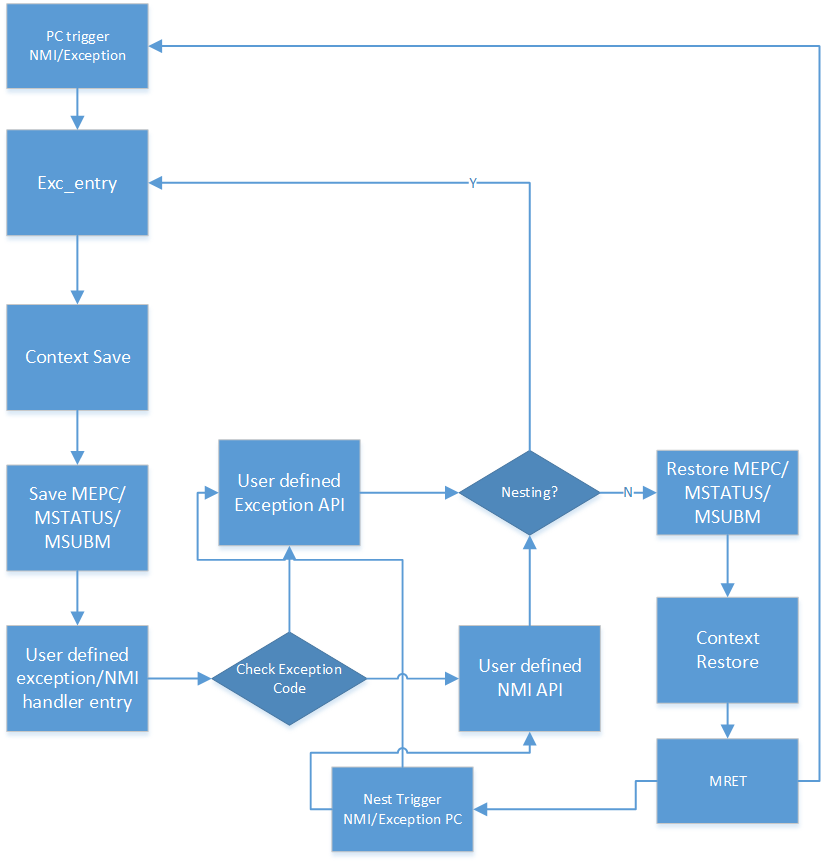 PC trigger
NMI/Exception
Exc_entry
Y
Context Save
User defined
Exception API
Nesting?
N
Restore MEPC/
MSTATUS/
MSUBM
Save MEPC/
MSTATUS/
MSUBM
User defined
exception/NMI
handler entry
Check Exception
Code
User defined
NMI API
Context
Restore
Nest Trigger
NMI/Exception PC
MRET